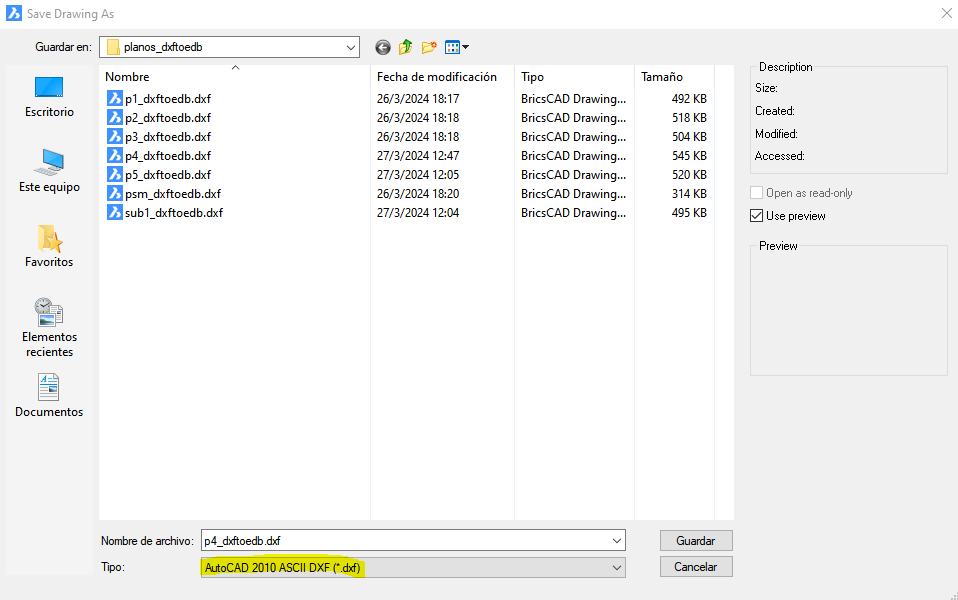 Save Drawing As
Guardar en: planos_dxftoedb
Nombre Fecha de modificación Tipo Tamaño
p1_dxftoedb.dxf 26/3/2024 18:17 BricsCAD Drawing... 492 KB
p2_dxftoedb.dxf 26/3/2024 18:18 BricsCAD Drawing... 518 KB
p3_dxftoedb.dxf 26/3/2024 18:18 BricsCAD Drawing... 504 KB
p4_dxftoedb.dxf 27/3/2024 12:47 BricsCAD Drawing... 545 KB
p5_dxftoedb.dxf 27/3/2024 12:05 BricsCAD Drawing... 520 KB
psm_dxftoedb.dxf 26/3/2024 18:20 BricsCAD Drawing... 314 KB
sub1_dxftoedb.dxf 27/3/2024 12:04 BricsCAD Drawing... 495 KB
Escritorio
Este equipo
Favoritos
Elementos
recientes
Documentos
Description
Size:
Created:
Modified:
Accessed:
Open as read-only
Use preview
Preview
Nombre de archivo: p4_dxftoedb.dxf Guardar
Tipo: AutoCAD 2010 ASCII DXF (*.dxf) Cancelar